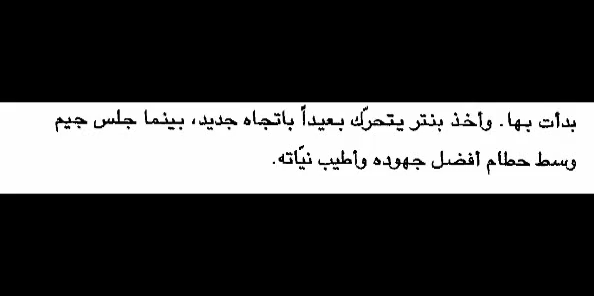 بدأت بها. وأخذ بنتر يتحرّك بعيداً باتجاه جديد، بينما جلس جيم
وسط حطام أفضل جهوده وأطيب نيّاته.